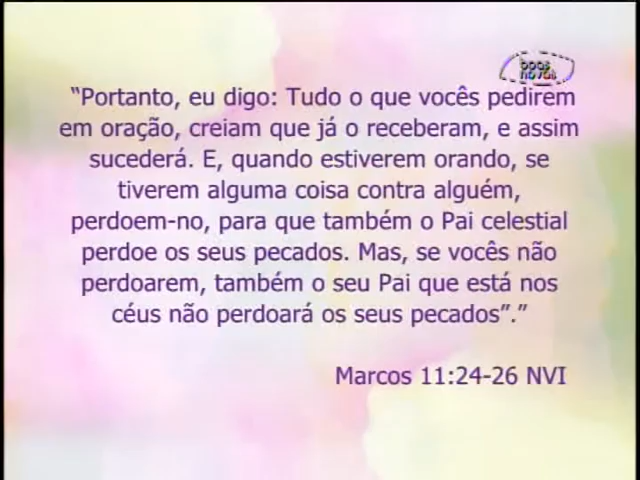 boas
novas
“Portanto, eu digo: Tudo o que vocês pedirem
em oração, creiam que já o receberam, e assim
sucederá. E, quando estiverem orando, se
tiverem alguma coisa contra alguém,
perdoem-no, para que também o Pai celestial
perdoe os seus pecados. Mas, se vocês não
perdoarem, também o seu Pai que está nos
céus não perdoará os seus pecados”.”
Marcos 11:24-26 NVI